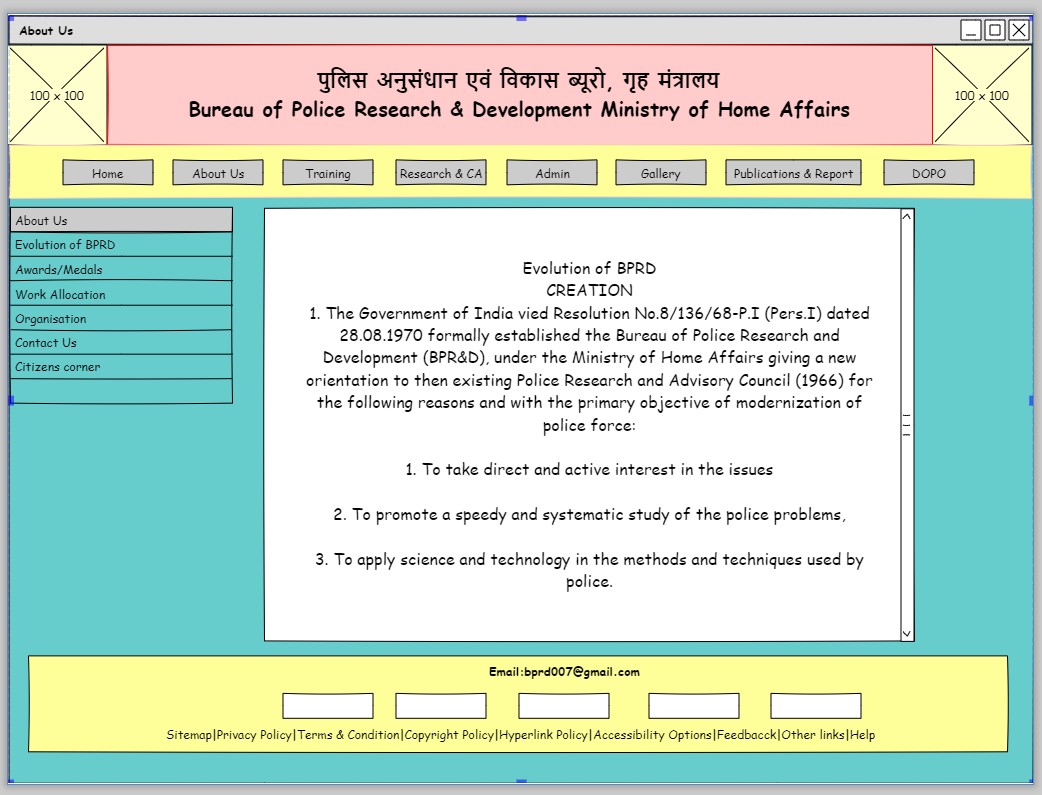 About Us
100 x 100
पुलिस अनुसंधान एवं विकास ब्यूरो, गृह मंत्रालय
Bureau of Police Research & Development Ministry of Home Affairs
100 x 100
Home
About Us
Training
Research & CA
Admin
Gallery
Publications & Report
DOPO
About Us
Evolution of BPRD
Awards/Medals
Work Allocation
Organisation
Contact Us
Citizens corner
Evolution of BPRD
CREATION
1. The Government of India vied Resolution No.8/136/68-P.I (Pers.I) dated
28.08.1970 formally established the Bureau of Police Research and
Development (BPR&D), under the Ministry of Home Affairs giving a new
orientation to then existing Police Research and Advisory Council (1966) for
the following reasons and with the primary objective of modernization of
police force:
1. To take direct and active interest in the issues
2. To promote a speedy and systematic study of the police problems,
3. To apply science and technology in the methods and techniques used by
police.
Email:bprd007@gmail.com
Sitemap|Privacy Policy|Terms & Condition|Copyright Policy|Hyperlink Policy|Accessibility Options|Feedbacck|Other links|Help